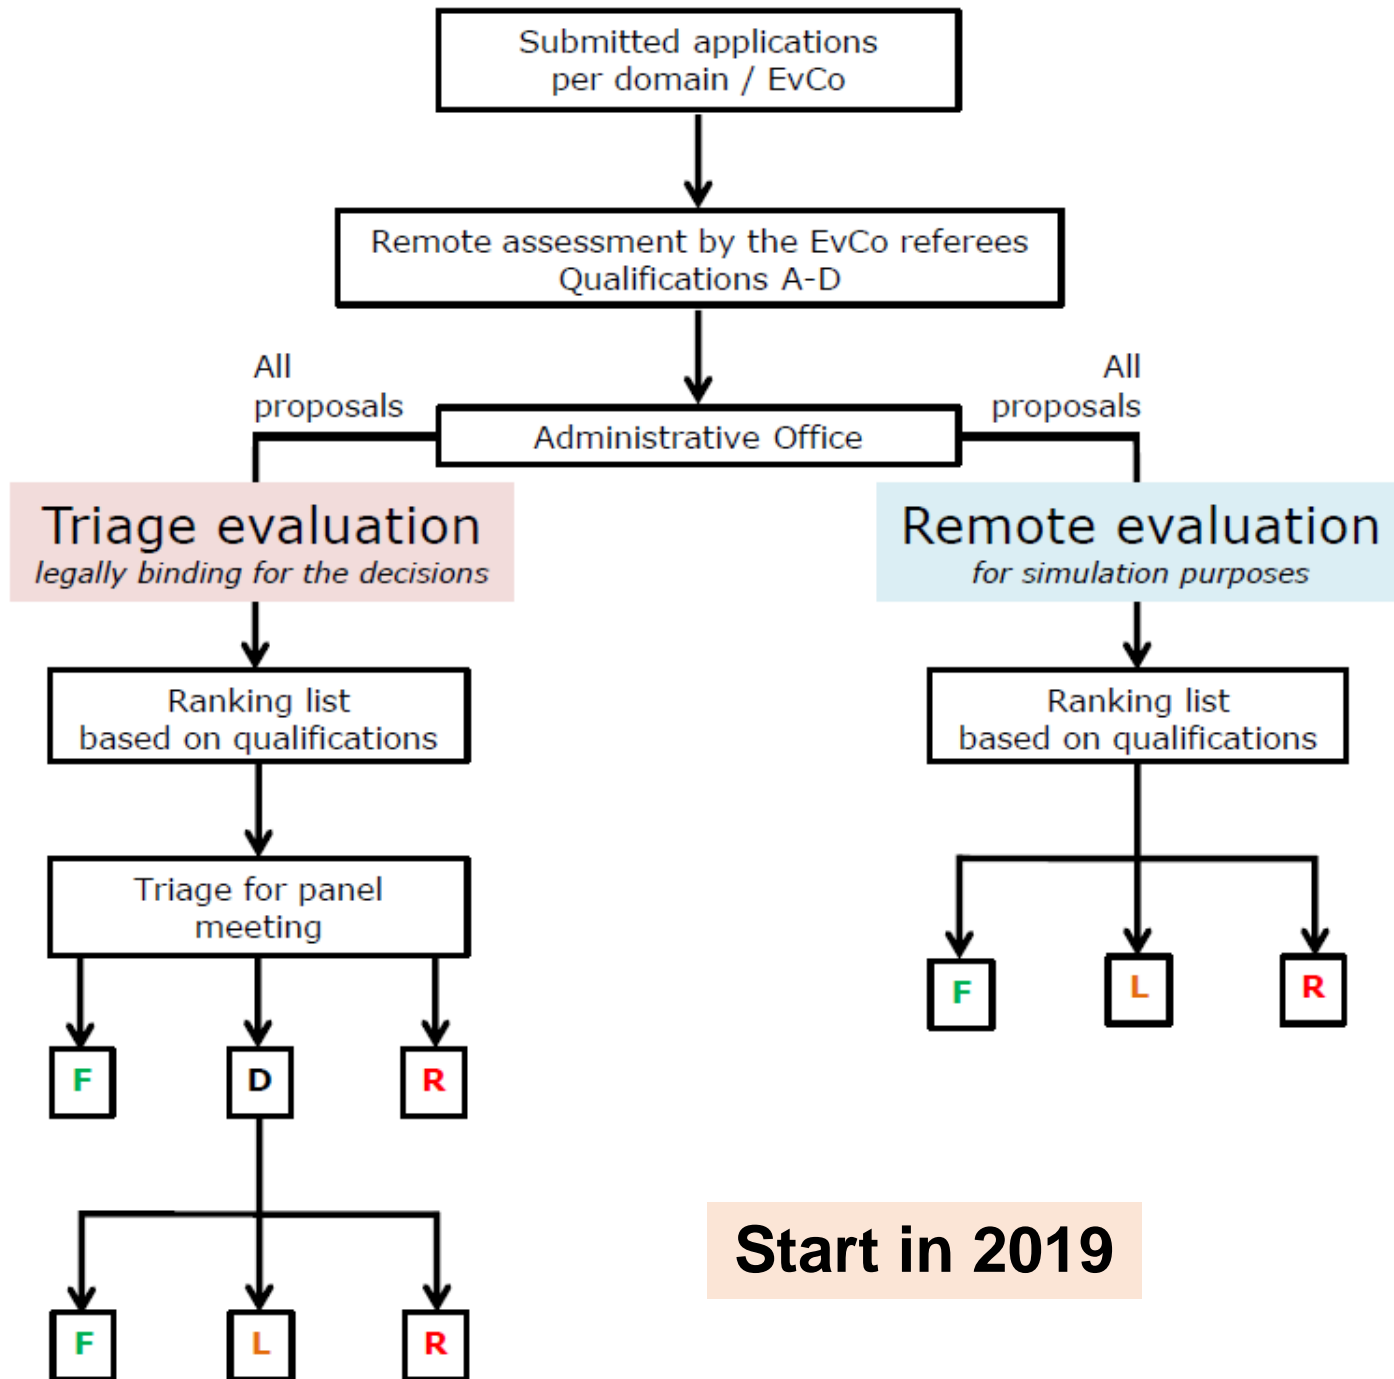 Submitted applications
per domain / EvCo
Remote assessment by the EvCo referees
Qualifications A-D
All
proposals
All
proposals
Administrative Office
Triage evaluation
legally binding for the decisions
Remote evaluation
for simulation purposes
Ranking list
based on qualifications
Ranking list
based on qualifications
Triage for panel
meeting
F
L
R
F
D
R
Start in 2019
F
L
R